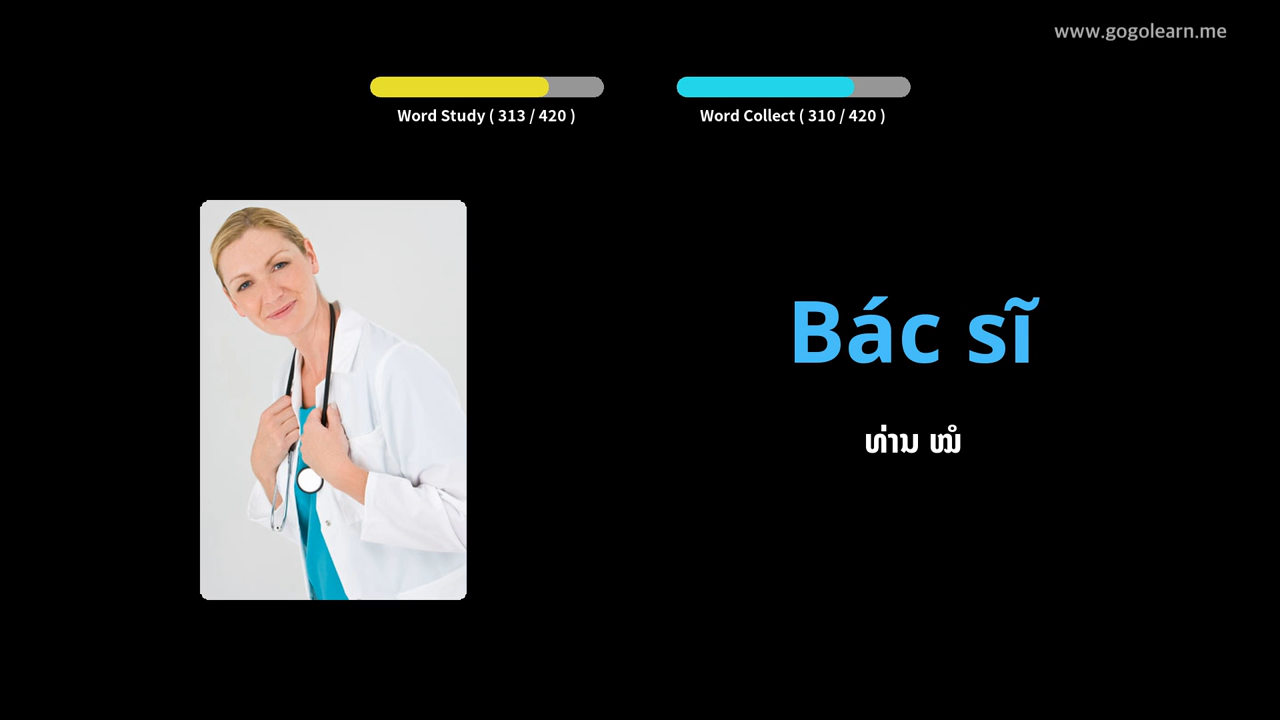 www.gogolearn.me
Word Study ( 313 / 420 )
Word Collect ( 310 / 420 )
Bác sĩ
ທ່ານ ໝໍ